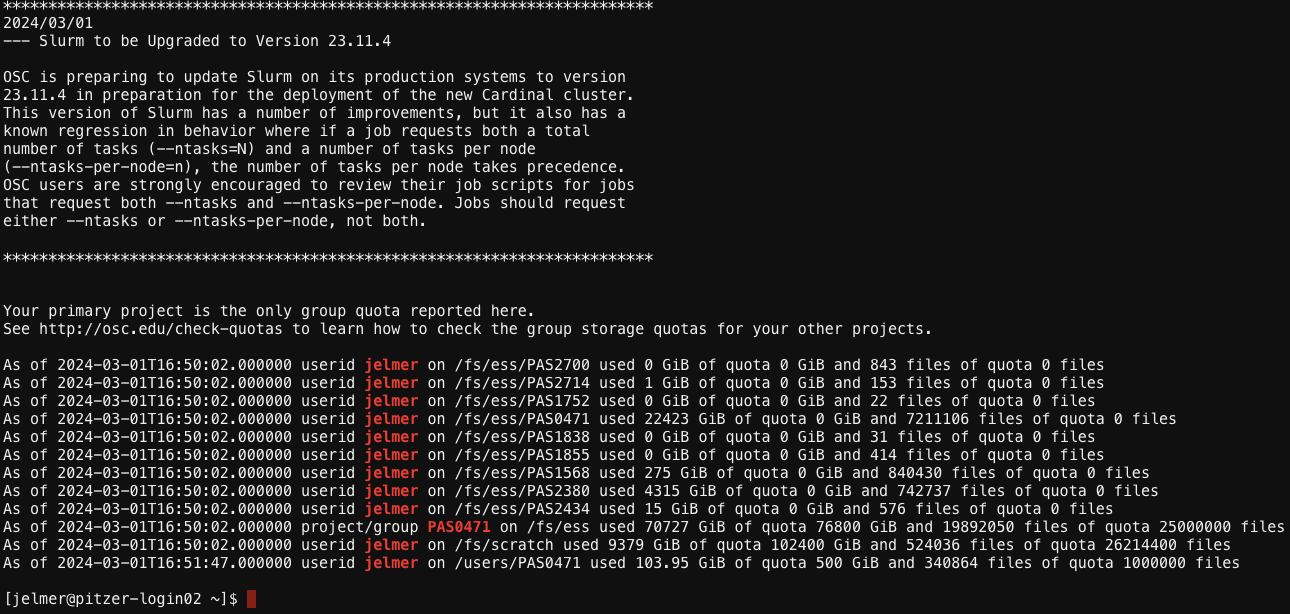 ************************************************************************
2024/03/01
--- Slurm to be Upgraded to Version 23.11.4
OSC is preparing to update Slurm on its production systems to version
23.11.4 in preparation for the deployment of the new Cardinal cluster.
This version of Slurm has a number of improvements, but it also has a
known regression in behavior where if a job requests both a total
number of tasks (--ntasks=N) and a number of tasks per node
(--ntasks-per-node=n), the number of tasks per node takes precedence.
OSC users are strongly encouraged to review their job scripts for jobs
that request both --ntasks and --ntasks-per-node. Jobs should request
either --ntasks or --ntasks-per-node, not both.
************************************************************************
Your primary project is the only group quota reported here.
See http://osc.edu/check-quotas to learn how to check the group storage quotas for your other projects.
As of 2024-03-01T16:50:02.000000 userid jelmer on /fs/ess/PAS2700 used 0 GiB of quota 0 GiB and 843 files of quota 0 files
As of 2024-03-01T16:50:02.000000 userid jelmer on /fs/ess/PAS2714 used 1 GiB of quota 0 GiB and 153 files of quota 0 files
As of 2024-03-01T16:50:02.000000 userid jelmer on /fs/ess/PAS1752 used 0 GiB of quota 0 GiB and 22 files of quota 0 files
As of 2024-03-01T16:50:02.000000 userid jelmer on /fs/ess/PAS0471 used 22423 GiB of quota 0 GiB and 7211106 files of quota 0 files
As of 2024-03-01T16:50:02.000000 userid jelmer on /fs/ess/PAS1838 used 0 GiB of quota 0 GiB and 31 files of quota 0 files
As of 2024-03-01T16:50:02.000000 userid jelmer on /fs/ess/PAS1855 used 0 GiB of quota 0 GiB and 414 files of quota 0 files
As of 2024-03-01T16:50:02.000000 userid jelmer on /fs/ess/PAS1568 used 275 GiB of quota 0 GiB and 840430 files of quota 0 files
As of 2024-03-01T16:50:02.000000 userid jelmer on /fs/ess/PAS2380 used 4315 GiB of quota 0 GiB and 742737 files of quota 0 files
As of 2024-03-01T16:50:02.000000 userid jelmer on /fs/ess/PAS2434 used 15 GiB of quota 0 GiB and 576 files of quota 0 files
As of 2024-03-01T16:50:02.000000 project/group PAS0471 on /fs/ess used 70727 GiB of quota 76800 GiB and 19892050 files of quota 25000000 files
As of 2024-03-01T16:50:02.000000 userid jelmer on /fs/scratch used 9379 GiB of quota 102400 GiB and 524036 files of quota 26214400 files
As of 2024-03-01T16:51:47.000000 userid jelmer on /users/PAS0471 used 103.95 GiB of quota 500 GiB and 340864 files of quota 1000000 files
[jelmer@pitzer-login02 ~]$